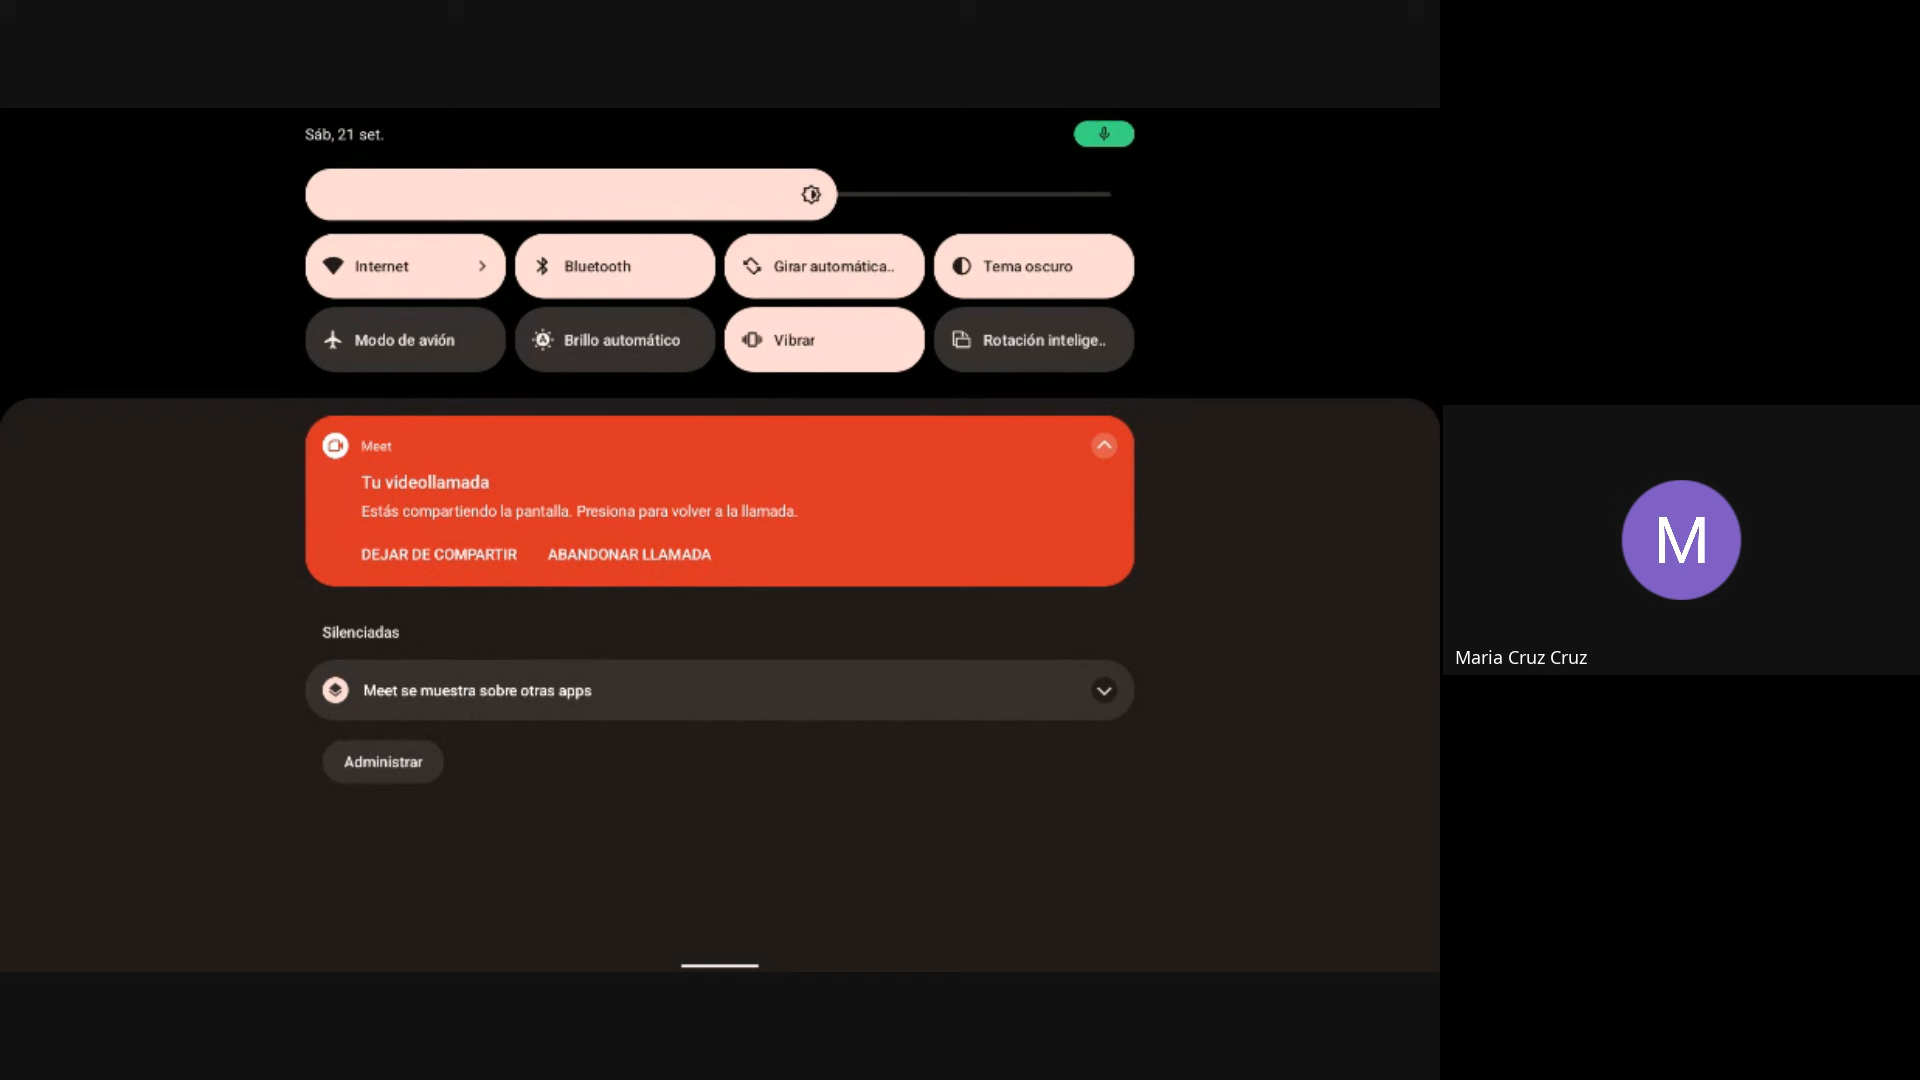 Sáb, 21 set.
Internet
Bluetooth
Girar automática..
Tema oscuro
Modo de avión
Brillo automático
Vibrar
Rotación intelige..
Meet
Tu videollamada
Estás compartiendo la pantalla. Presiona para volver a la llamada.
DEJAR DE COMPARTIR ABANDONAR LLAMADA
Silenciadas
Meet se muestra sobre otras apps
Administrar
M
Maria Cruz Cruz